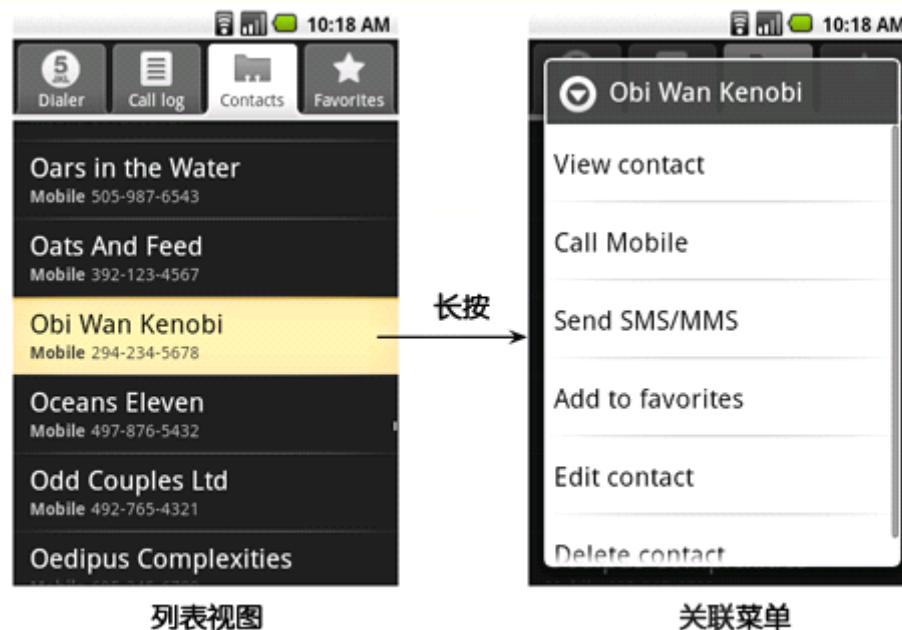 10:18 AM
5
JKL
Dialer
Call log
Contacts
Favorites
Oars in the Water
Mobile 505-987-6543
Oats And Feed
Mobile 392-123-4567
Obi Wan Kenobi
Mobile 294-234-5678
Oceans Eleven
Mobile 497-876-5432
Odd Couples Ltd
Mobile 492-765-4321
Oedipus Complexities
列表视图
长按
10:18 AM
Obi Wan Kenobi
View contact
Call Mobile
Send SMS/MMS
Add to favorites
Edit contact
Delete contact
关联菜单